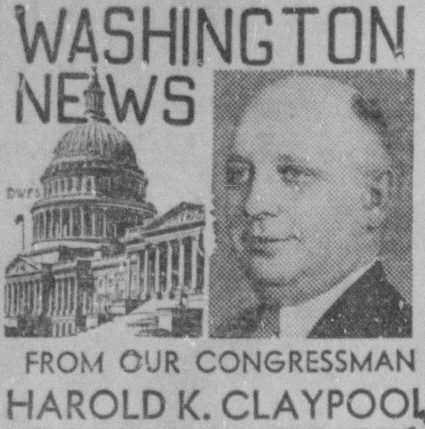 WASHINGTON
NEWS
DWFS
FROM OUR CONGRESSMAN
HAROLD K. CLAYPOOL